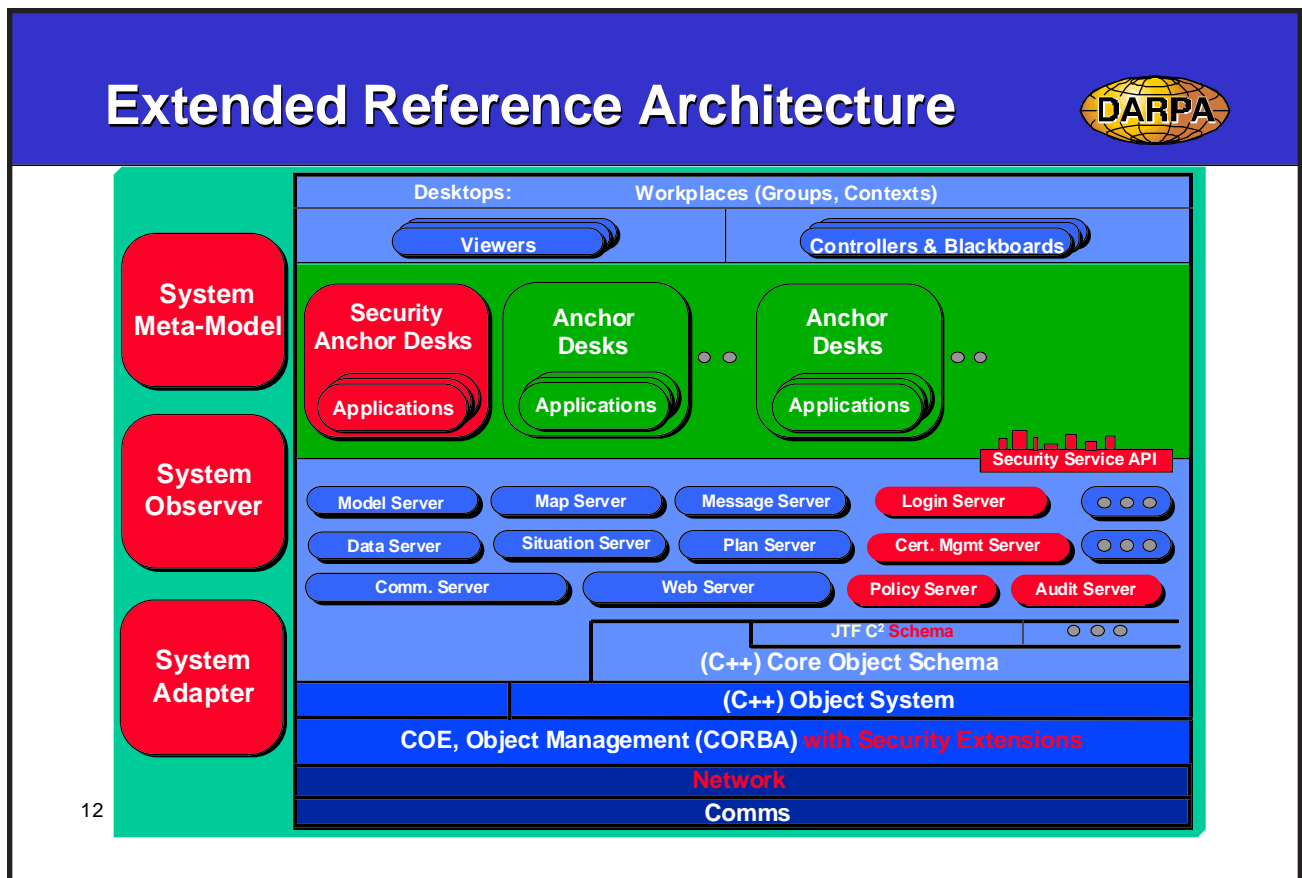 Extended Reference Architecture
DARPA
Desktops: Workplaces (Groups, Contexts)
Viewers
Controllers & Blackboards
System
Meta-Model
Security
Anchor Desks
Applications
Anchor
Desks
Applications
Anchor
Desks
Applications
System
Observer
Security Service API
Model Server
Map Server
Message Server
Login Server
Data Server
Situation Server
Plan Server
Cert. Mgmt Server
Comm. Server
Web Server
Policy Server
Audit Server
System
Adapter
JTF C² Schema
(C++) Core Object Schema
(C++) Object System
COE, Object Management (CORBA) with Security Extensions
Network
Comms
12